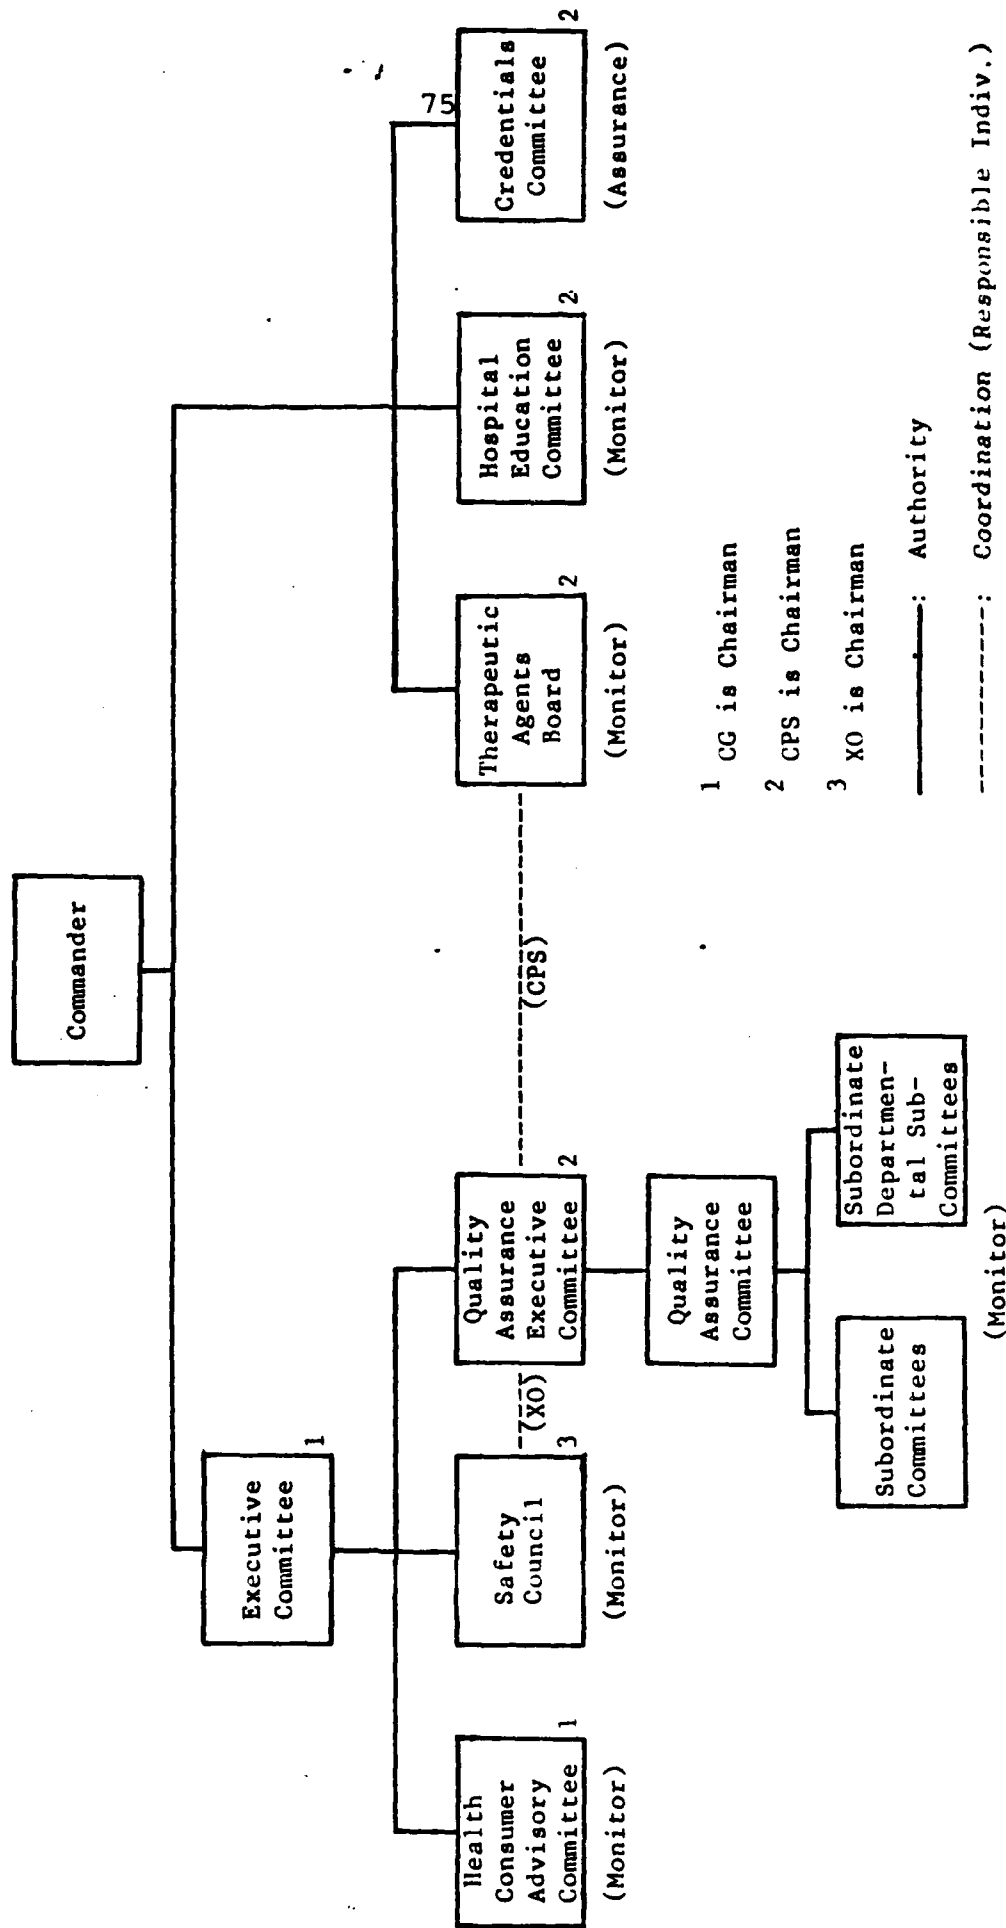 Commander
Executive
Committee
1
Health
Consumer
Advisory
Committee
1
(Monitor)
Safety
Council
3
(Monitor)
(XO)
Quality
Assurance
Executive
Committee
2
(CPS)
Therapeutic
Agents
Board
2
(Monitor)
Hospital
Education
Committee
2
(Monitor)
75
Credentials
Committee
2
(Assurance)
Quality
Assurance
Committee
Subordinate
Committees
Subordinate
Departmen-
tal Sub-
Committees
(Monitor)
1 CG is Chairman
2 CPS is Chairman
3 XO is Chairman
: Authority
: Coordination (Responsible Indiv.)